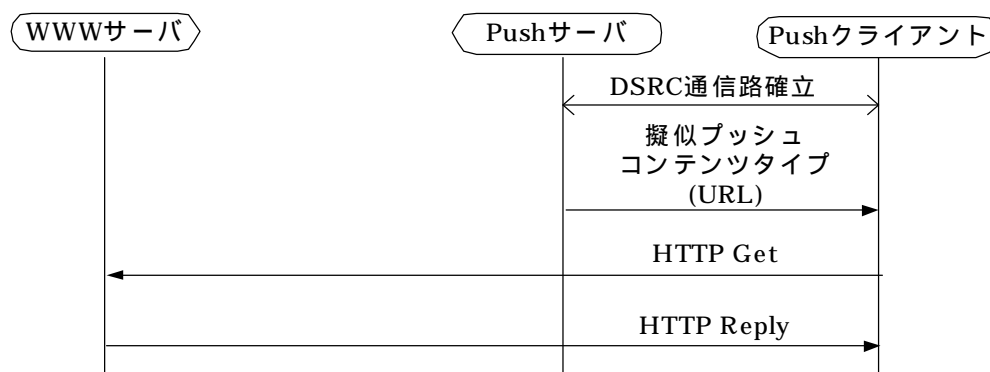 WWWサーバ
Pushサーバ
Pushクライアント
DSRC通信路確立
擬似プッシュ
コンテンツタイプ
(URL)
HTTP Get
HTTP Reply